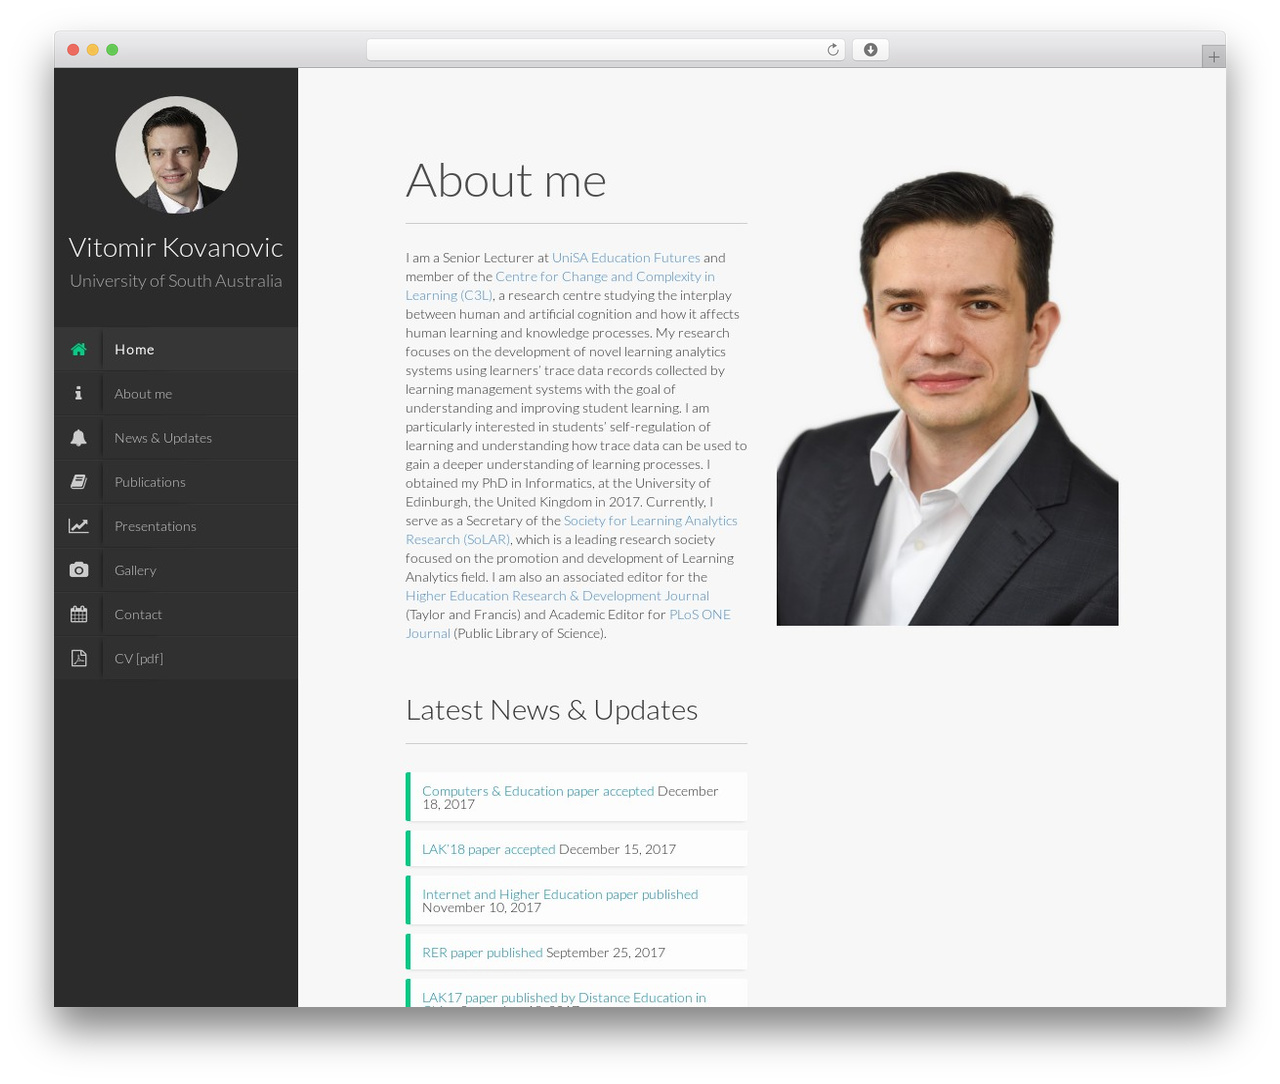 Vitomir Kovanovic
University of South Australia
Home
About me
News & Updates
Publications
Presentations
Gallery
Contact
CV [pdf]
About me
I am a Senior Lecturer at UniSA Education Futures and
member of the Centre for Change and Complexity in
Learning (C3L), a research centre studying the interplay
between human and artificial cognition and how it affects
human learning and knowledge processes. My research
focuses on the development of novel learning analytics
systems using learners' trace data records collected by
learning management systems with the goal of
understanding and improving student learning. I am
particularly interested in students' self-regulation of
learning and understanding how trace data can be used to
gain a deeper understanding of learning processes. I
obtained my PhD in Informatics, at the University of
Edinburgh, the United Kingdom in 2017. Currently, I
serve as a Secretary of the Society for Learning Analytics
Research (SoLAR), which is a leading research society
focused on the promotion and development of Learning
Analytics field. I am also an associated editor for the
Higher Education Research & Development Journal
(Taylor and Francis) and Academic Editor for PLoS ONE
Journal (Public Library of Science).
Latest News & Updates
Computers & Education paper accepted December
18, 2017
LAK'18 paper accepted December 15, 2017
Internet and Higher Education paper published
November 10, 2017
RER paper published September 25, 2017
LAK17 paper published by Distance Education in